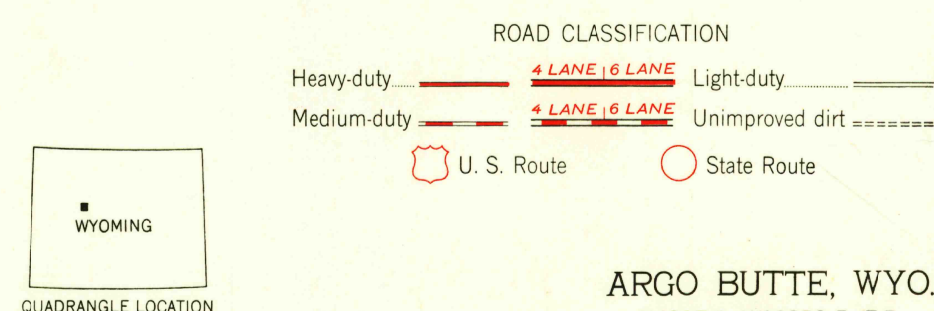 ROAD CLASSIFICATION
Heavy-duty 4 LANE 6 LANE Light-duty
Medium-duty 4 LANE 6 LANE Unimproved dirt
U. S. Route State Route
WYOMING
QUADRANGLE LOCATION
ARGO BUTTE, WYO.